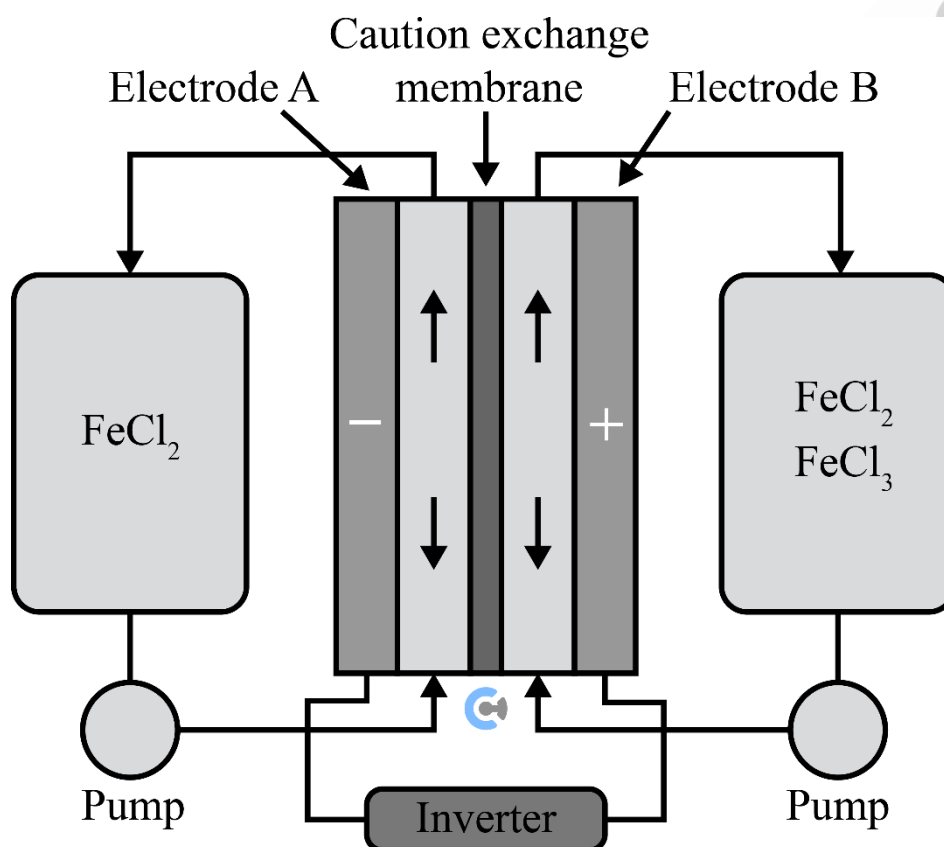 Caution exchange
membrane
Electrode A
Electrode B
−
+
FeCl₂
FeCl₂
FeCl₃
Pump
Pump
Inverter